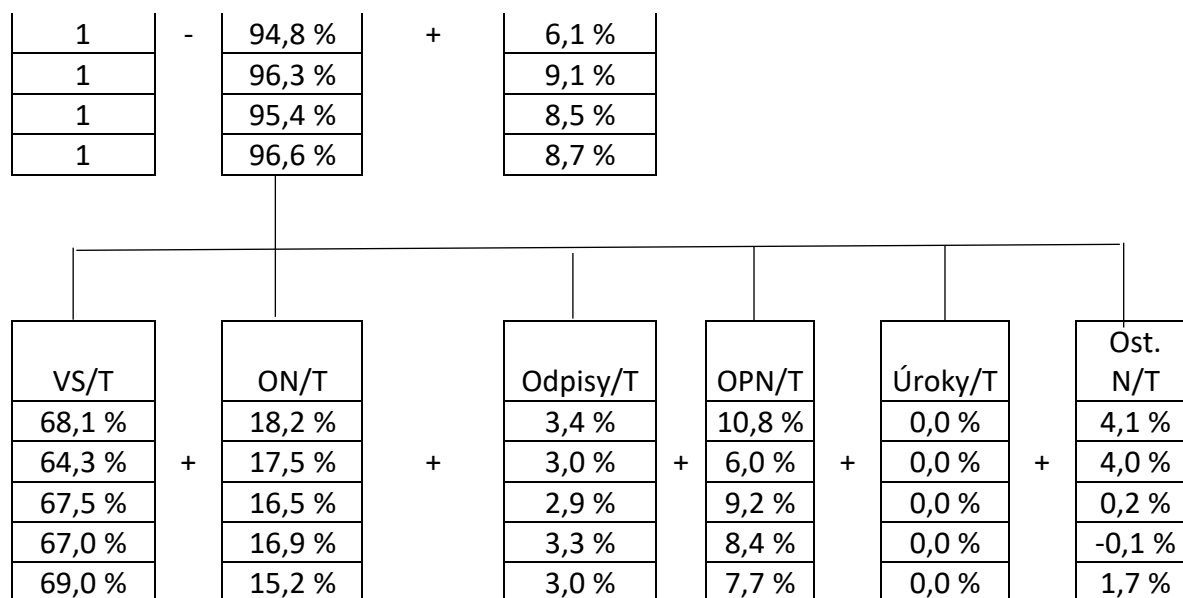 1 - 94,8 % + 6,1 %
1 96,3 % 9,1 %
1 95,4 % 8,5 %
1 96,6 % 8,7 %
VS/T ON/T Odpisy/T OPN/T Úroky/T Ost. N/T
68,1 % 18,2 % 3,4 % 10,8 % 0,0 % 4,1 %
64,3 % + 17,5 % + 3,0 % + 6,0 % + 0,0 % + 4,0 %
67,5 % 16,5 % 2,9 % 9,2 % 0,0 % 0,2 %
67,0 % 16,9 % 3,3 % 8,4 % 0,0 % -0,1 %
69,0 % 15,2 % 3,0 % 7,7 % 0,0 % 1,7 %